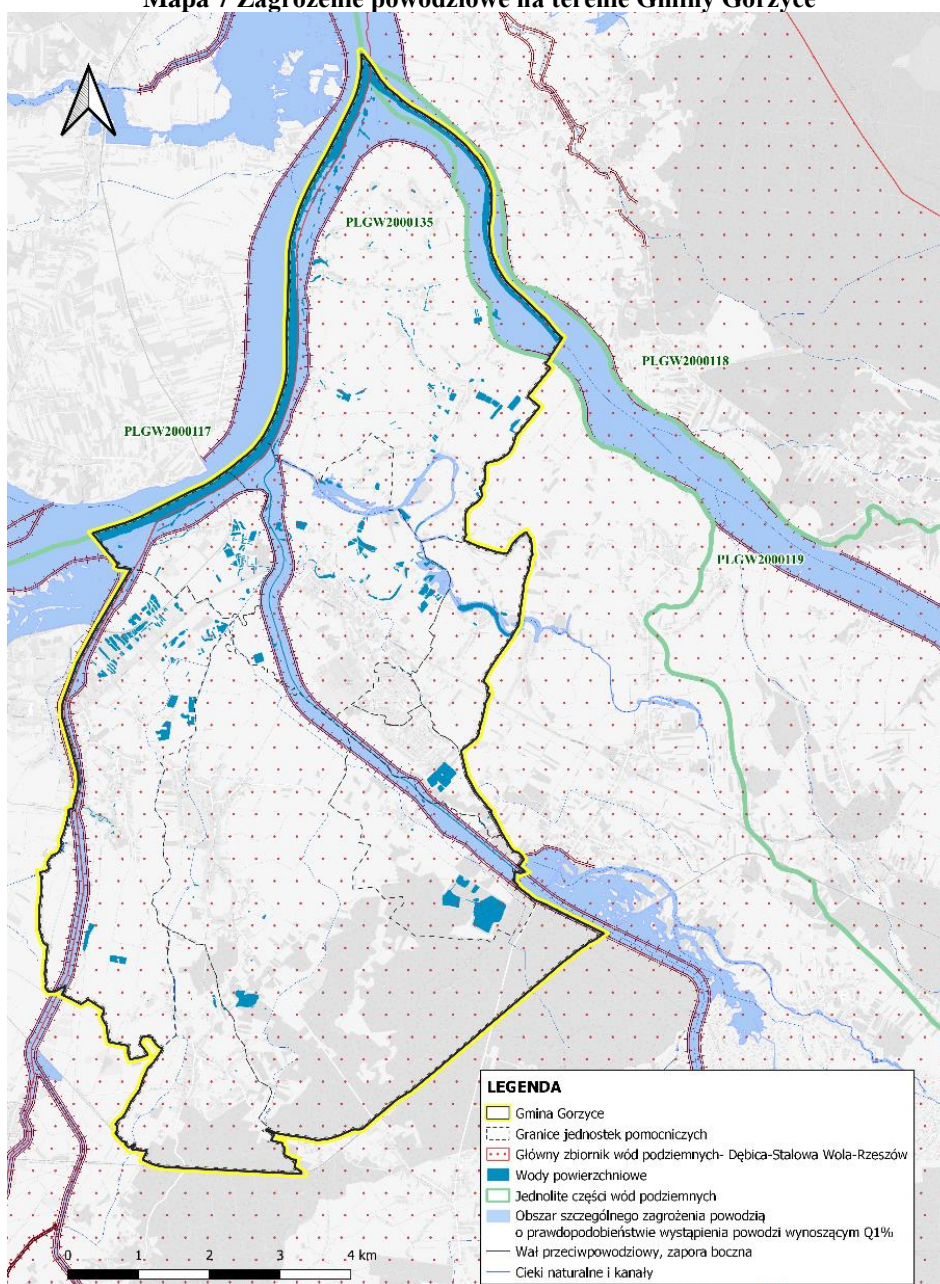 Mapa 7 Zagrożenie powodziowe na terenie Gminy Gorzyce
PLGW2000135
PLGW2000118
PLGW2000117
PLGW2000119
LEGENDA
Gmina Gorzyce
Granice jednostek pomocniczych
Główny zbiornik wód podziemnych- Dębica-Stalowa Wola-Rzeszów
Wody powierzchniowe
Jednolite części wód podziemnych
Obszar szczególnego zagrożenia powodzią
o prawdopodobieństwie wystąpienia powodzi wynoszącym Q1%
Wał przeciwpowodziowy, zapora boczna
Cieki naturalne i kanały
0 1 2 3 4 km